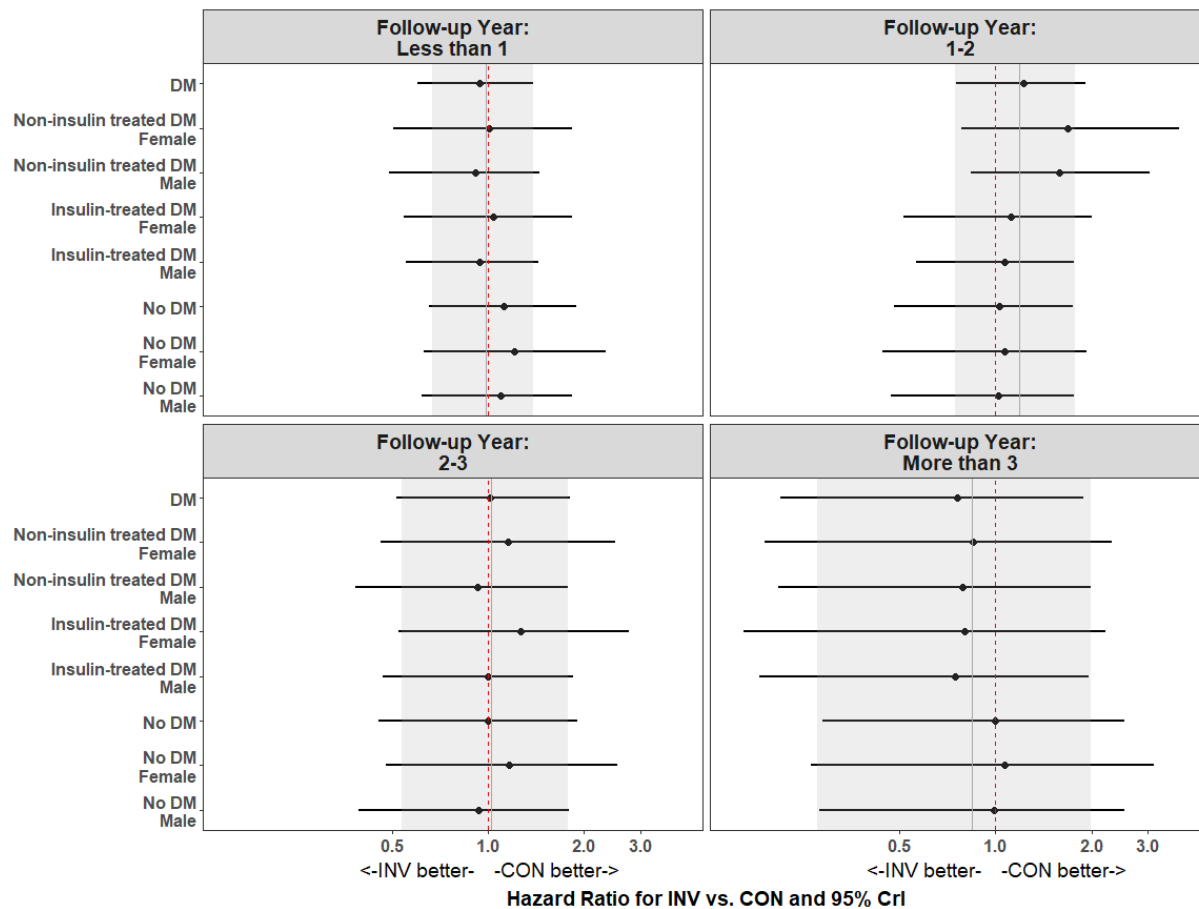 Follow-up Year:
Less than 1
Follow-up Year:
1-2
DM
Non-insulin treated DM
Female
Non-insulin treated DM
Male
Insulin-treated DM
Female
Insulin-treated DM
Male
No DM
No DM
Female
No DM
Male
Follow-up Year:
2-3
Follow-up Year:
More than 3
DM
Non-insulin treated DM
Female
Non-insulin treated DM
Male
Insulin-treated DM
Female
Insulin-treated DM
Male
No DM
No DM
Female
No DM
Male
0.5 1.0 2.0 3.0
0.5 1.0 2.0 3.0
<-INV better- -CON better->
<-INV better- -CON better->
Hazard Ratio for INV vs. CON and 95% CrI